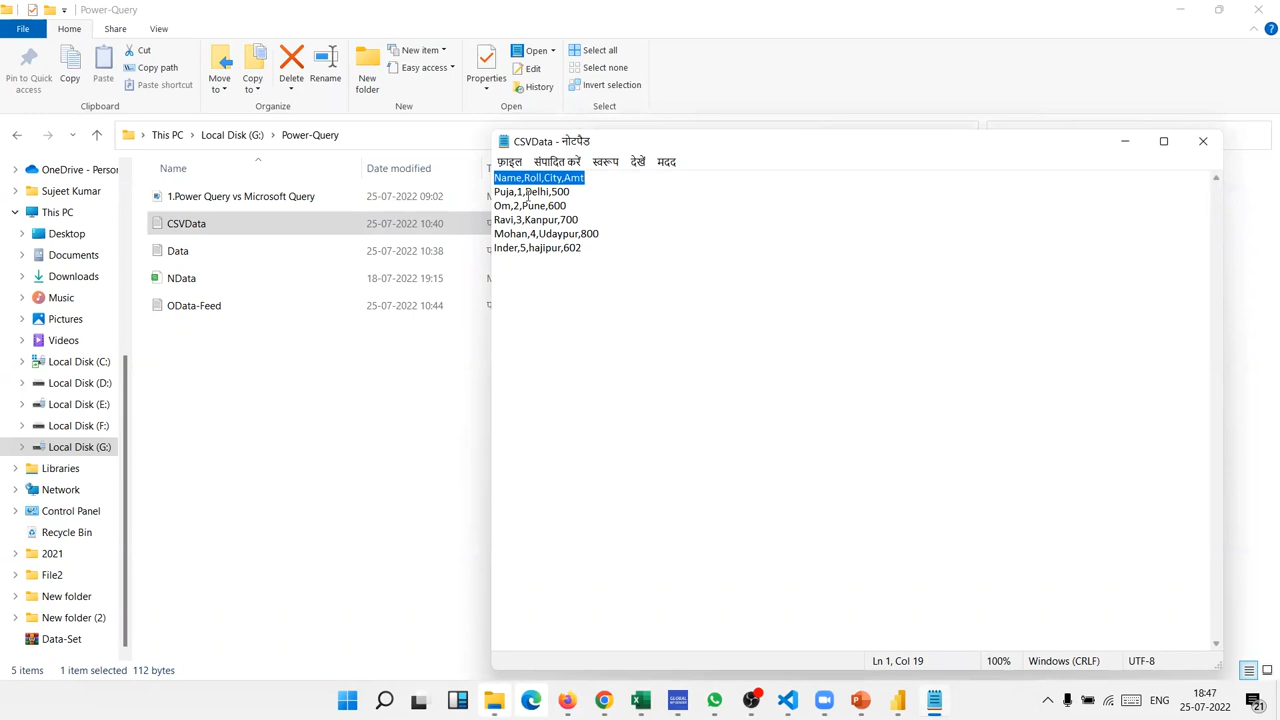 Power-Query
File Home Share View
Pin to Quick access
Copy
Paste
Cut
Copy path
Paste shortcut
Clipboard
Move to
Copy to
Delete
Rename
Organize
New folder
New item
Easy access
New
Properties
Open
Edit
History
Open
Select all
Select none
Invert selection
Select
This PC > Local Disk (G:) > Power-Query
OneDrive - Person
Sujeet Kumar
This PC
Desktop
Documents
Downloads
Music
Pictures
Videos
Local Disk (C:)
Local Disk (D:)
Local Disk (E:)
Local Disk (F:)
Local Disk (G:)
Libraries
Network
Control Panel
Recycle Bin
2021
File2
New folder
New folder (2)
Data-Set
Name Date modified
1.Power Query vs Microsoft Query 25-07-2022 09:02
CSVData 25-07-2022 10:40
Data 25-07-2022 10:38
NData 18-07-2022 19:15
OData-Feed 25-07-2022 10:44
CSVData - नोटपैड
फ़ाइल संपादित करें स्वरूप देखें मदद
Name,Roll,City,Amt
Puja,1,Delhi,500
Om,2,Pune,600
Ravi,3,Kanpur,700
Mohan,4,Udaypur,800
Inder,5,hajipur,602
Ln 1, Col 19 100% Windows (CRLF) UTF-8
5 items 1 item selected 112 bytes
ENG
18:47
25-07-2022
21